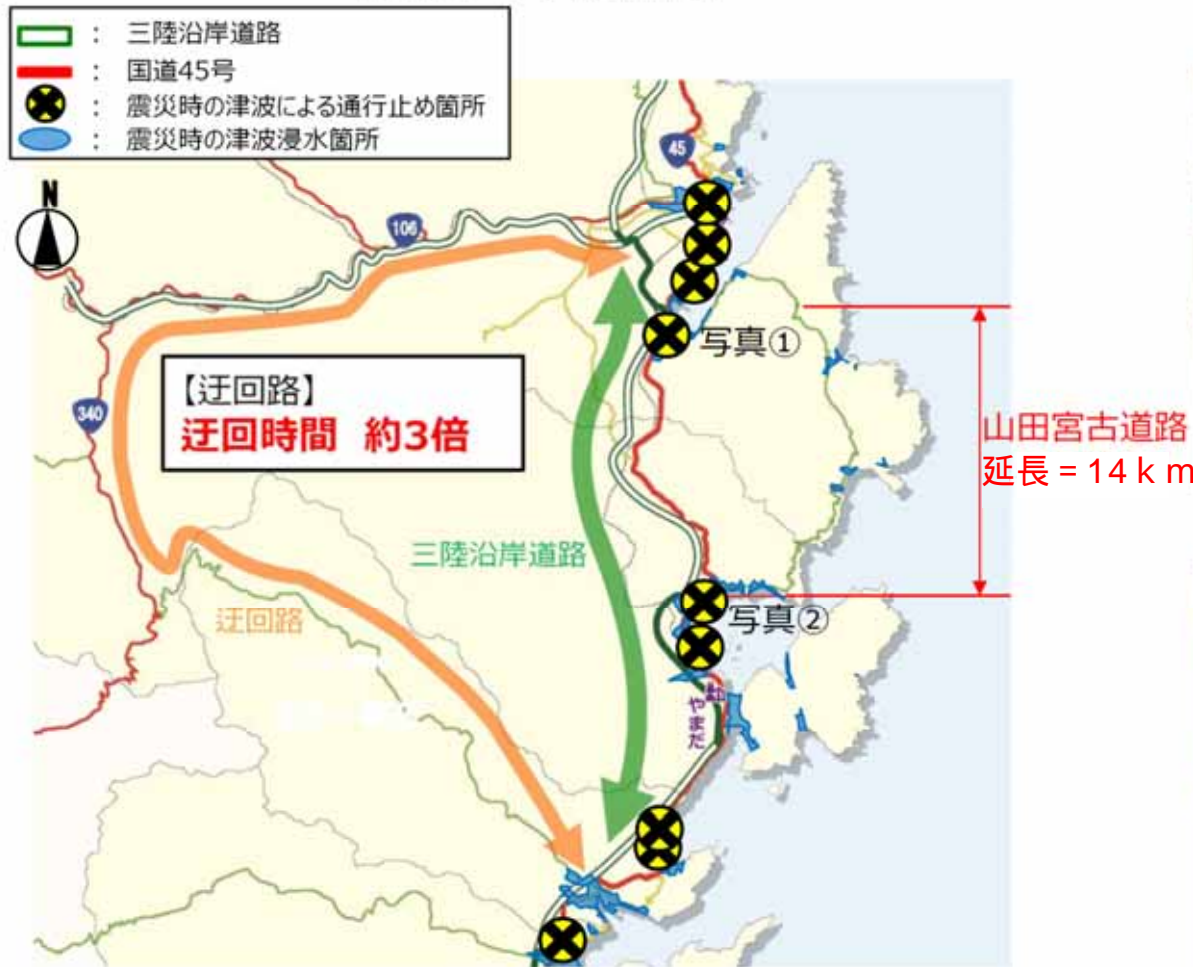 ： 三陸沿岸道路
： 国道45号
： 震災時の津波による通行止め箇所
： 震災時の津波浸水箇所
N
45
106
写真①
【迂回路】
迂回時間 約3倍
340
山田宮古道路
延長 = 14ｋｍ
三陸沿岸道路
写真②
迂回路
やまだ